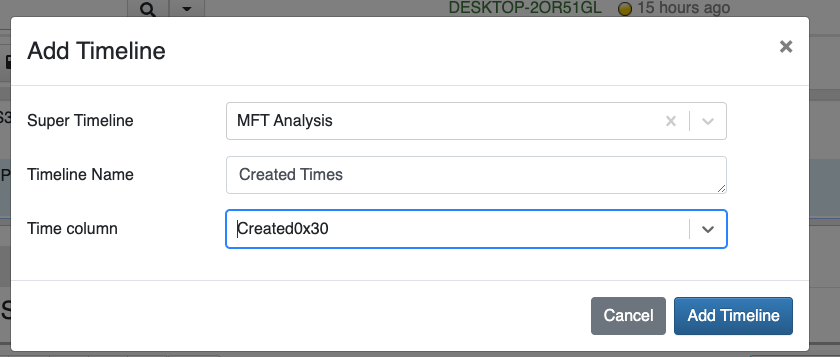 DESKTOP-2OR51GL 15 hours ago
Add Timeline ×
Super Timeline MFT Analysis
Timeline Name Created Times
Time column Created0x30
Cancel Add Timeline